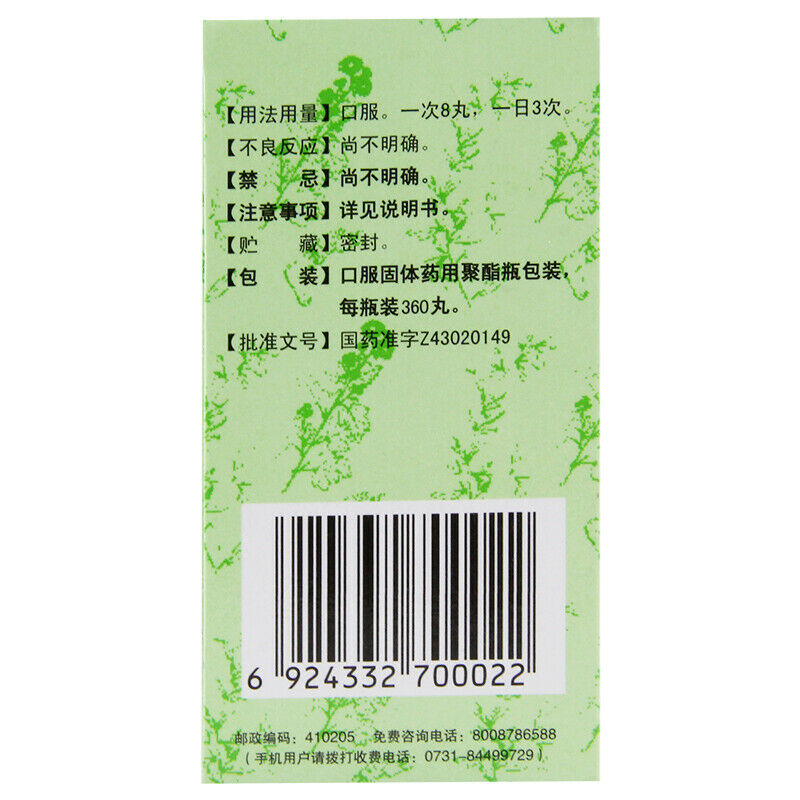 【用法用量】口服。一次8丸，一日3次。
【不良反应】尚不明确。
【禁 忌】尚不明确。
【注意事项】详见说明书。
【贮 藏】密封。
【包 装】口服固体药用聚酯瓶包装，
每瓶装360丸。
【批准文号】国药准字Z43020149
6 924332 700022
邮政编码：410205 免费咨询电话：8008786588
（手机用户请拨打收费电话：0731-84499729）